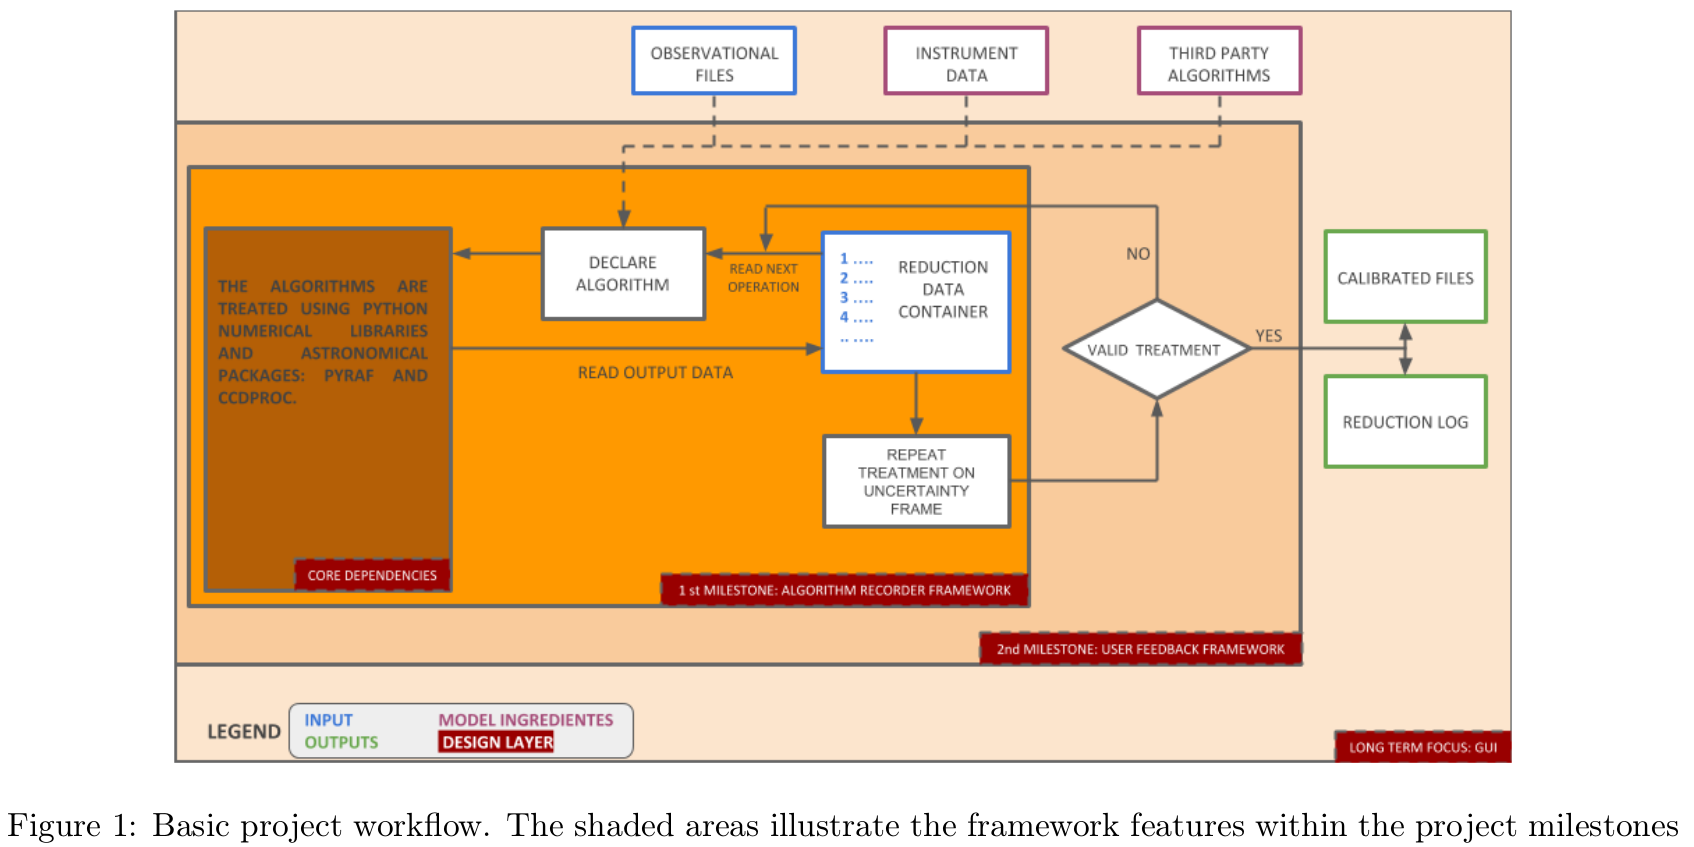 OBSERVATIONAL
FILES
INSTRUMENT
DATA
THIRD PARTY
ALGORITHMS
THE ALGORITHMS ARE
TREATED USING PYTHON
NUMERICAL LIBRARIES
AND ASTRONOMICAL
PACKAGES: PYRAF AND
CCDPROC.
CORE DEPENDENCIES
DECLARE
ALGORITHM
READ NEXT
OPERATION
1 ....
2 ....
3 ....
4 ....
.. ....
REDUCTION
DATA
CONTAINER
READ OUTPUT DATA
REPEAT
TREATMENT ON
UNCERTAINTY
FRAME
NO
VALID TREATMENT
YES
CALIBRATED FILES
REDUCTION LOG
1 st MILESTONE: ALGORITHM RECORDER FRAMEWORK
2nd MILESTONE: USER FEEDBACK FRAMEWORK
LEGEND
INPUT
MODEL INGREDIENTES
OUTPUTS
DESIGN LAYER
LONG TERM FOCUS: GUI
Figure 1: Basic project workflow. The shaded areas illustrate the framework features within the project milestones